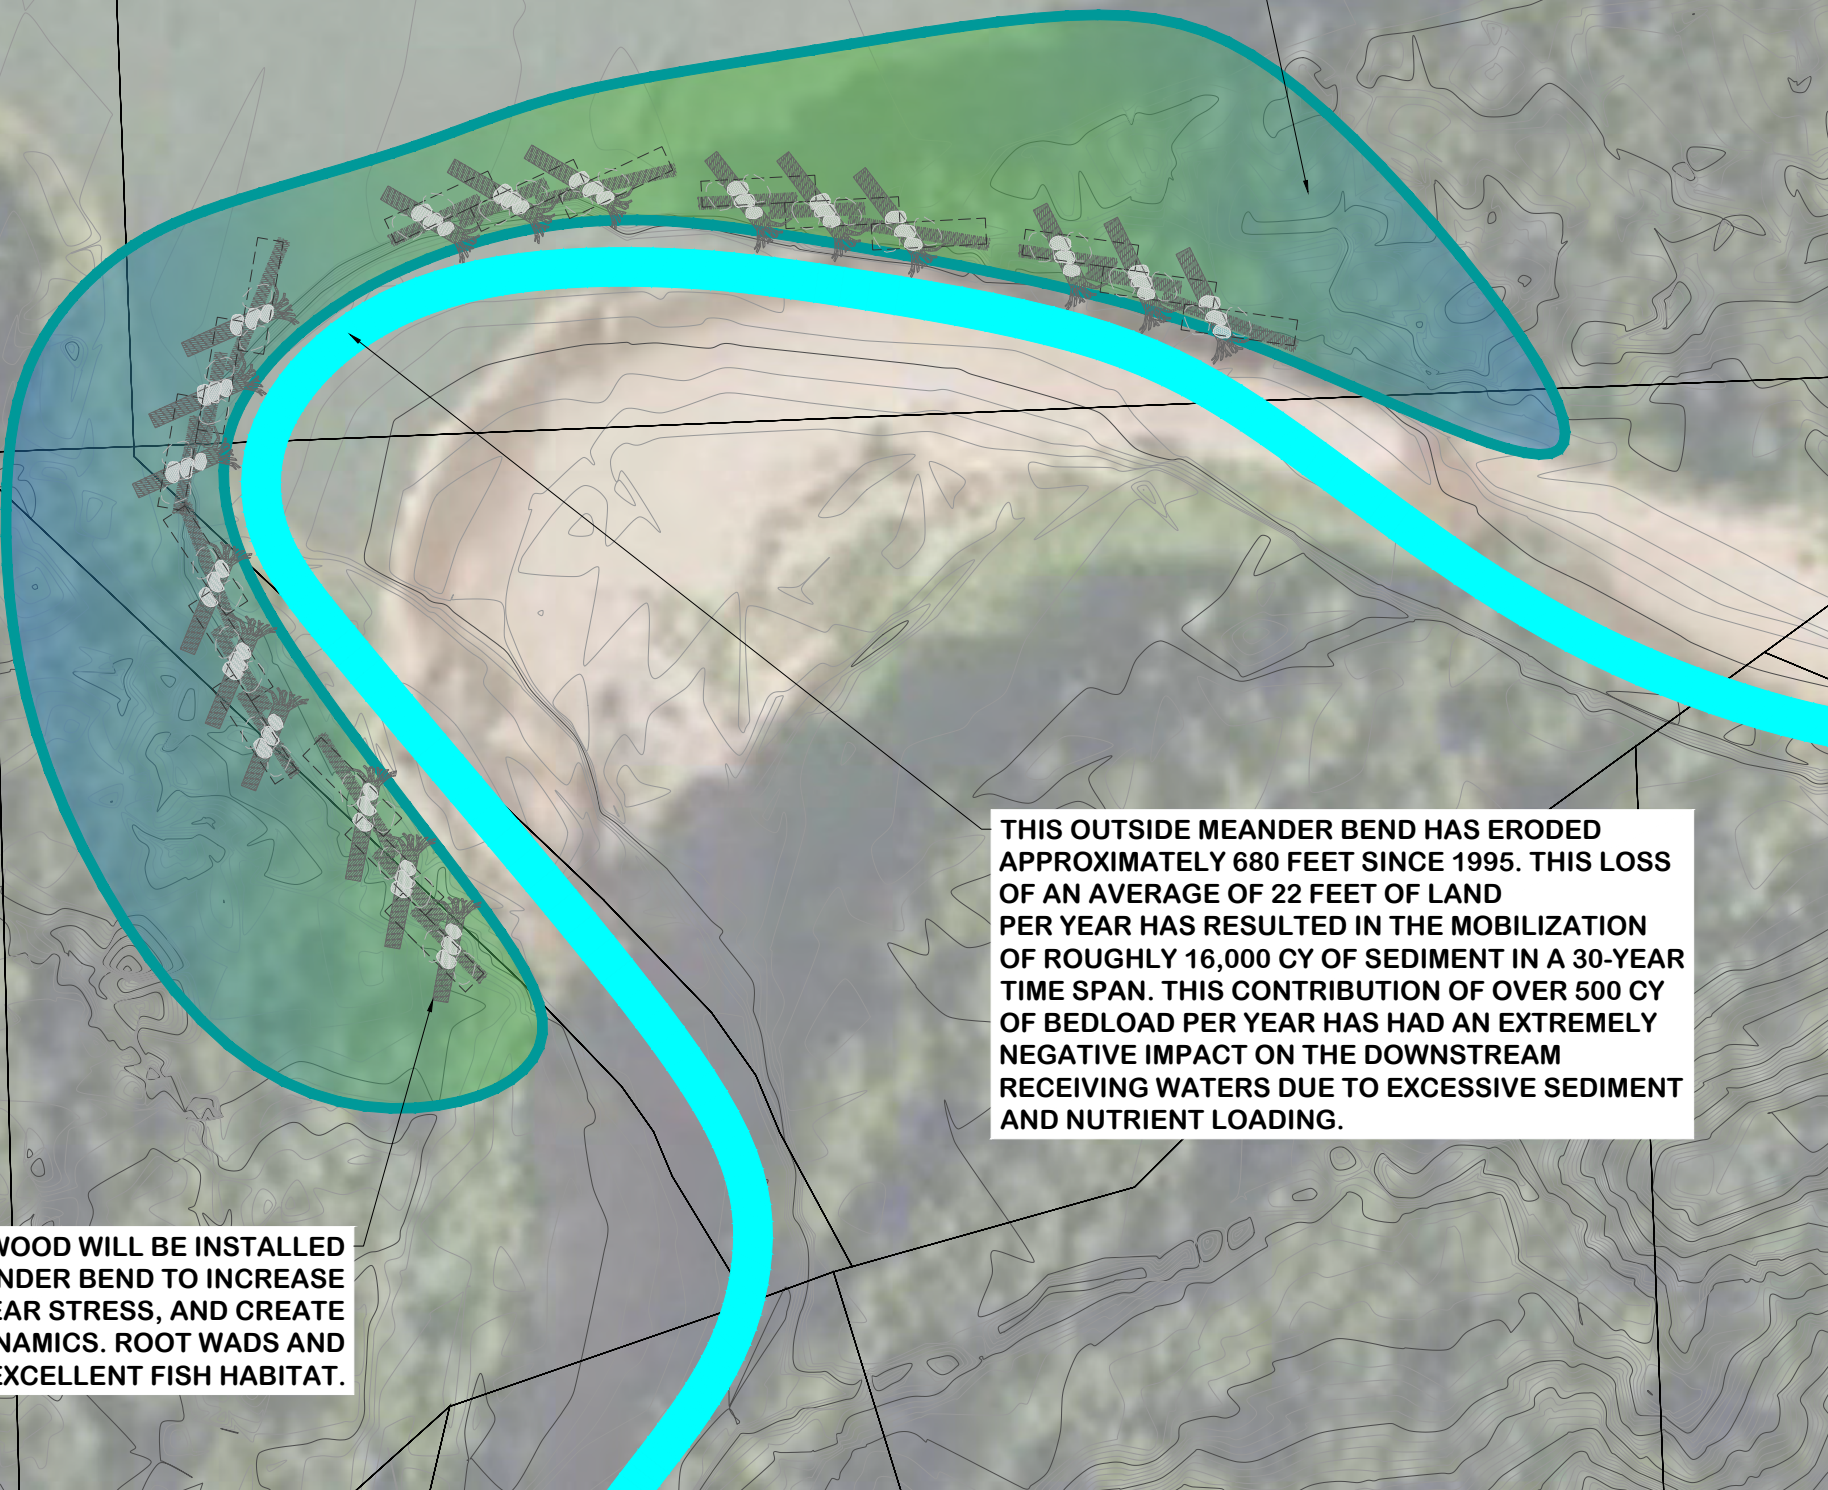 THIS OUTSIDE MEANDER BEND HAS ERODED
APPROXIMATELY 680 FEET SINCE 1995. THIS LOSS
OF AN AVERAGE OF 22 FEET OF LAND
PER YEAR HAS RESULTED IN THE MOBILIZATION
OF ROUGHLY 16,000 CY OF SEDIMENT IN A 30-YEAR
TIME SPAN. THIS CONTRIBUTION OF OVER 500 CY
OF BEDLOAD PER YEAR HAS HAD AN EXTREMELY
NEGATIVE IMPACT ON THE DOWNSTREAM
RECEIVING WATERS DUE TO EXCESSIVE SEDIMENT
AND NUTRIENT LOADING.
WOOD WILL BE INSTALLED
NDER BEND TO INCREASE
EAR STRESS, AND CREATE
NAMICS. ROOT WADS AND
EXCELLENT FISH HABITAT.